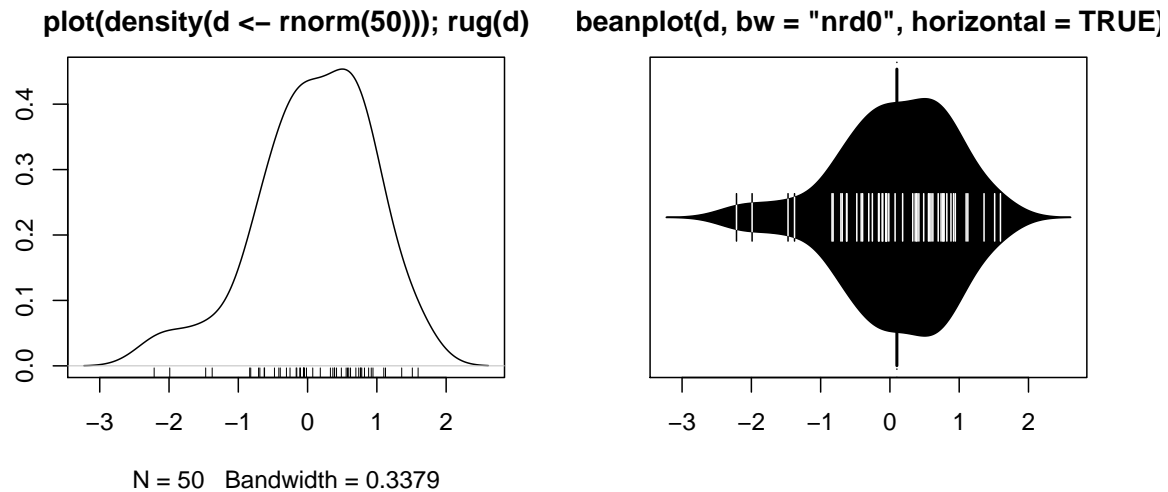 plot(density(d <- rnorm(50))); rug(d)
0.4
0.3
0.2
0.1
0.0
−3 −2 −1 0 1 2
N = 50 Bandwidth = 0.3379
beanplot(d, bw = "nrd0", horizontal = TRUE)
−3 −2 −1 0 1 2